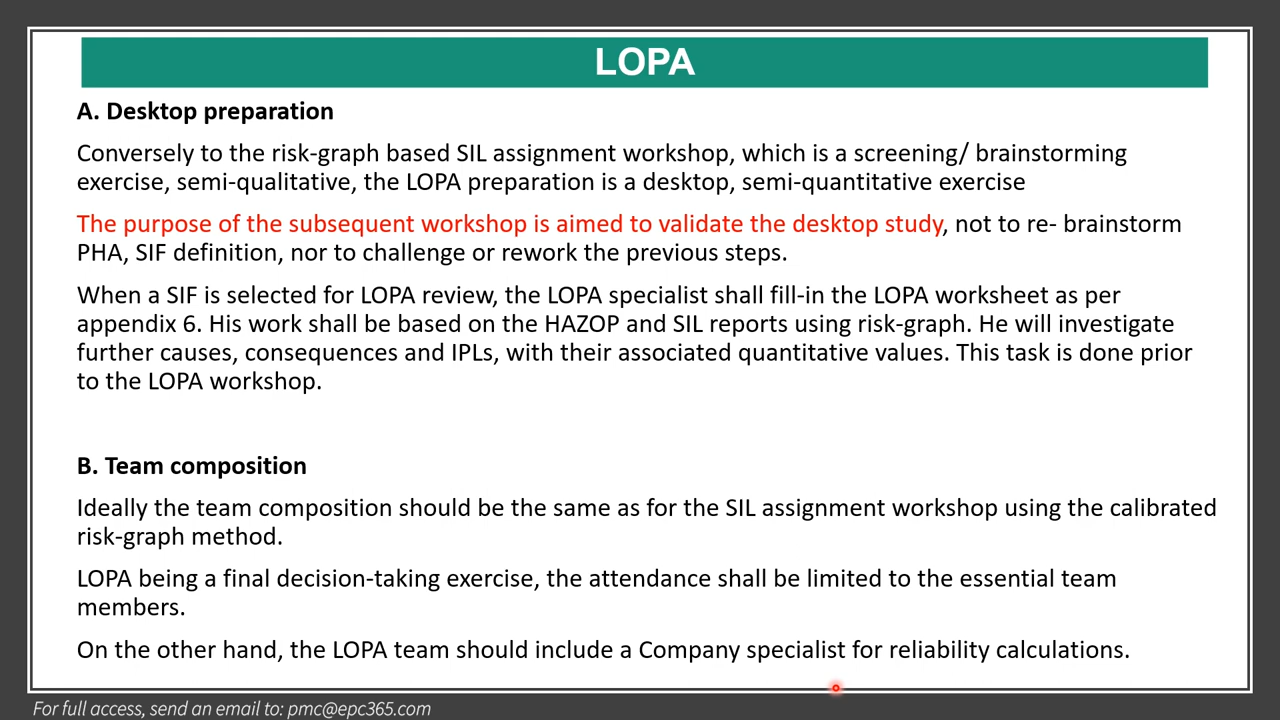 LOPA
A. Desktop preparation
Conversely to the risk-graph based SIL assignment workshop, which is a screening/ brainstorming
exercise, semi-qualitative, the LOPA preparation is a desktop, semi-quantitative exercise
The purpose of the subsequent workshop is aimed to validate the desktop study, not to re- brainstorm
PHA, SIF definition, nor to challenge or rework the previous steps.
When a SIF is selected for LOPA review, the LOPA specialist shall fill-in the LOPA worksheet as per
appendix 6. His work shall be based on the HAZOP and SIL reports using risk-graph. He will investigate
further causes, consequences and IPLs, with their associated quantitative values. This task is done prior
to the LOPA workshop.
B. Team composition
Ideally the team composition should be the same as for the SIL assignment workshop using the calibrated
risk-graph method.
LOPA being a final decision-taking exercise, the attendance shall be limited to the essential team
members.
On the other hand, the LOPA team should include a Company specialist for reliability calculations.
For full access, send an email to: pmc@epc365.com